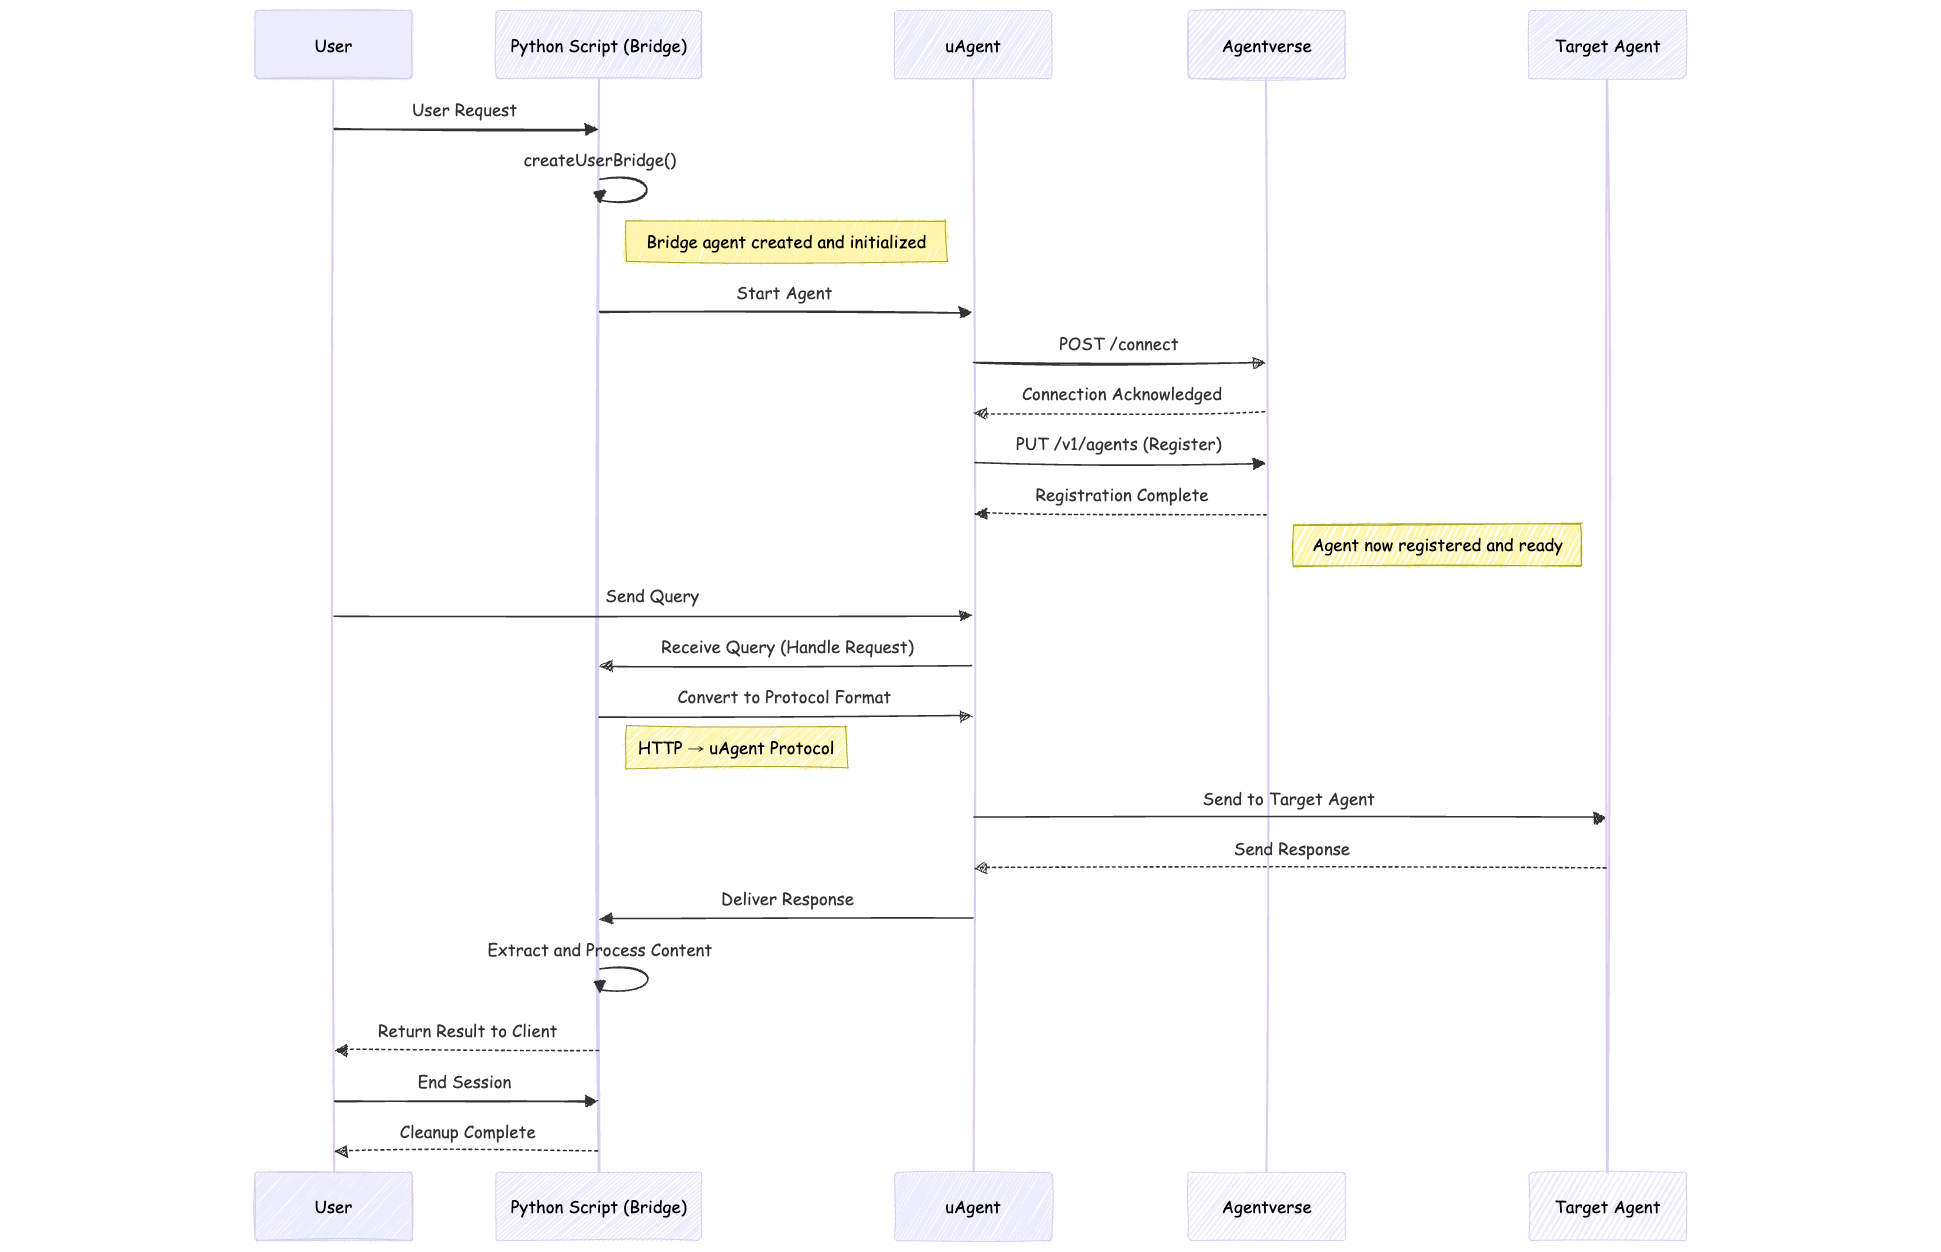 User
Python Script (Bridge)
uAgent
Agentverse
Target Agent
User Request
createUserBridge()
Bridge agent created and initialized
Start Agent
POST /connect
Connection Acknowledged
PUT /v1/agents (Register)
Registration Complete
Agent now registered and ready
Send Query
Receive Query (Handle Request)
Convert to Protocol Format
HTTP → uAgent Protocol
Send to Target Agent
Send Response
Deliver Response
Extract and Process Content
Return Result to Client
End Session
Cleanup Complete
User
Python Script (Bridge)
uAgent
Agentverse
Target Agent